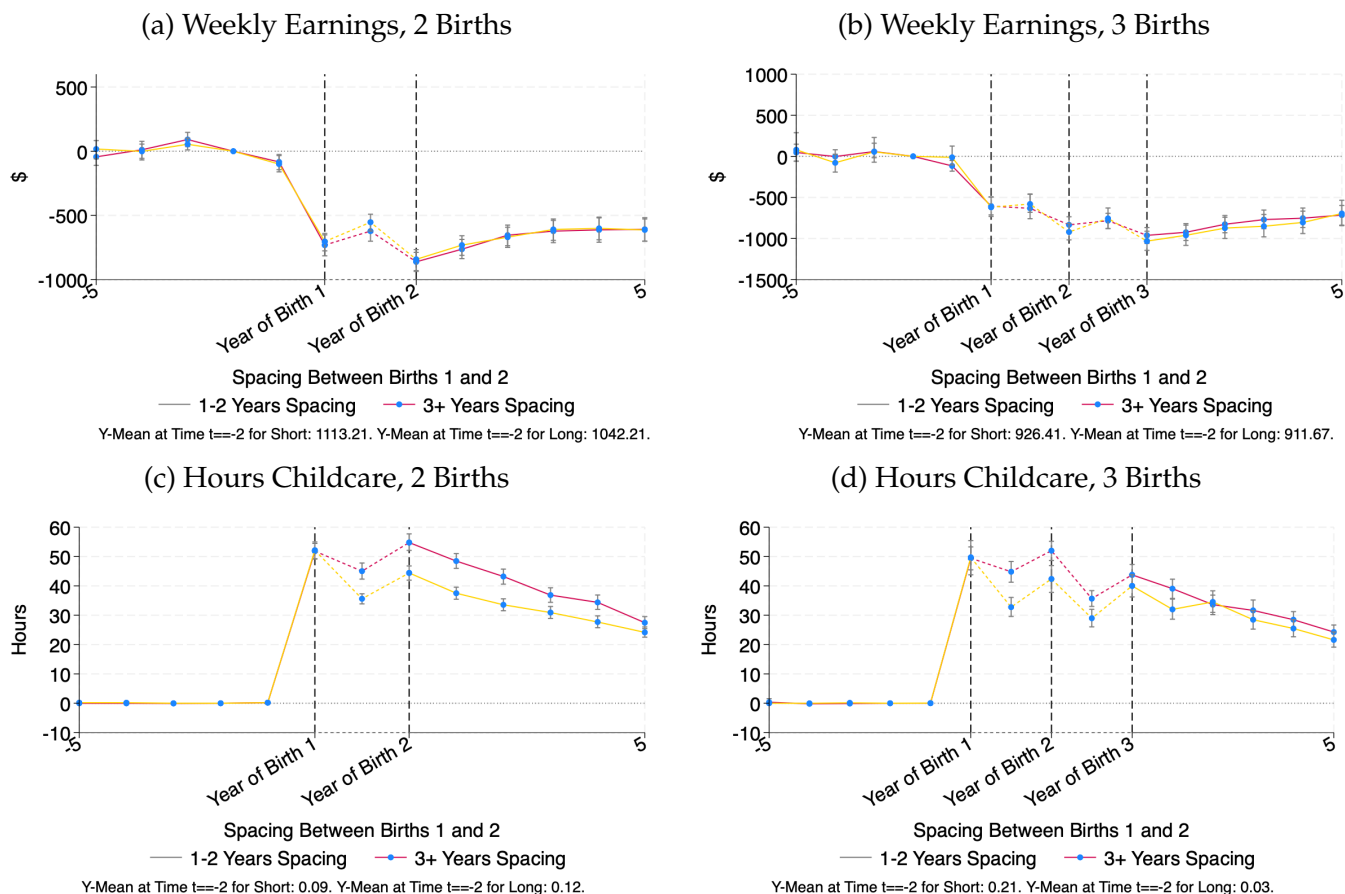 (a) Weekly Earnings, 2 Births
500
0
-500
-1000
$
-5
Year of Birth 1
Year of Birth 2
5
Spacing Between Births 1 and 2
1-2 Years Spacing
3+ Years Spacing
Y-Mean at Time t==-2 for Short: 1113.21. Y-Mean at Time t==-2 for Long: 1042.21.
(b) Weekly Earnings, 3 Births
1000
500
0
-500
-1000
-1500
$
-5
Year of Birth 1
Year of Birth 2
Year of Birth 3
5
Spacing Between Births 1 and 2
1-2 Years Spacing
3+ Years Spacing
Y-Mean at Time t==-2 for Short: 926.41. Y-Mean at Time t==-2 for Long: 911.67.
(c) Hours Childcare, 2 Births
60
50
40
30
20
10
0
-10
Hours
-5
Year of Birth 1
Year of Birth 2
5
Spacing Between Births 1 and 2
1-2 Years Spacing
3+ Years Spacing
Y-Mean at Time t==-2 for Short: 0.09. Y-Mean at Time t==-2 for Long: 0.12.
(d) Hours Childcare, 3 Births
60
50
40
30
20
10
0
-10
Hours
-5
Year of Birth 1
Year of Birth 2
Year of Birth 3
5
Spacing Between Births 1 and 2
1-2 Years Spacing
3+ Years Spacing
Y-Mean at Time t==-2 for Short: 0.21. Y-Mean at Time t==-2 for Long: 0.03.